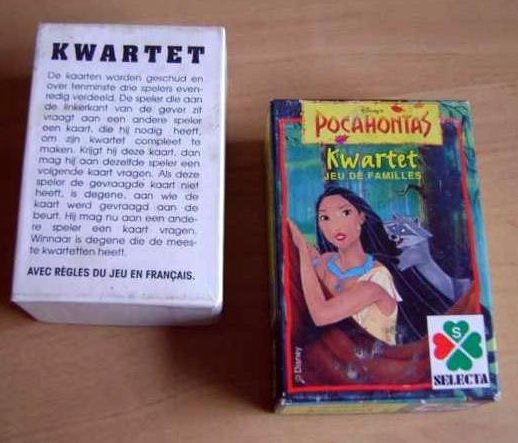 KWARTET
De kaarten worden geschud en
over tenminste drie spelers even-
redig verdeeld. De speler die aan
de linkerkant van de gever zit
vraagt aan een andere speler
een kaart, die hij nodig heeft,
om zijn kwartet compleet te
maken. Krijgt hij deze kaart, dan
mag hij aan dezelfde speler een
volgende kaart vragen. Als deze
speler de gevraagde kaart niet
heeft, is degene, aan wie de
kaart werd gevraagd aan de
beurt. Hij mag nu aan een ande-
re speler een kaart vragen.
Winnaar is degene die de mees-
te kwartetten heeft.
AVEC RÈGLES DU JEU EN FRANÇAIS.
Disney's
POCAHONTAS
Kwartet
JEU DE FAMILLES
© Disney
S
SELECTA